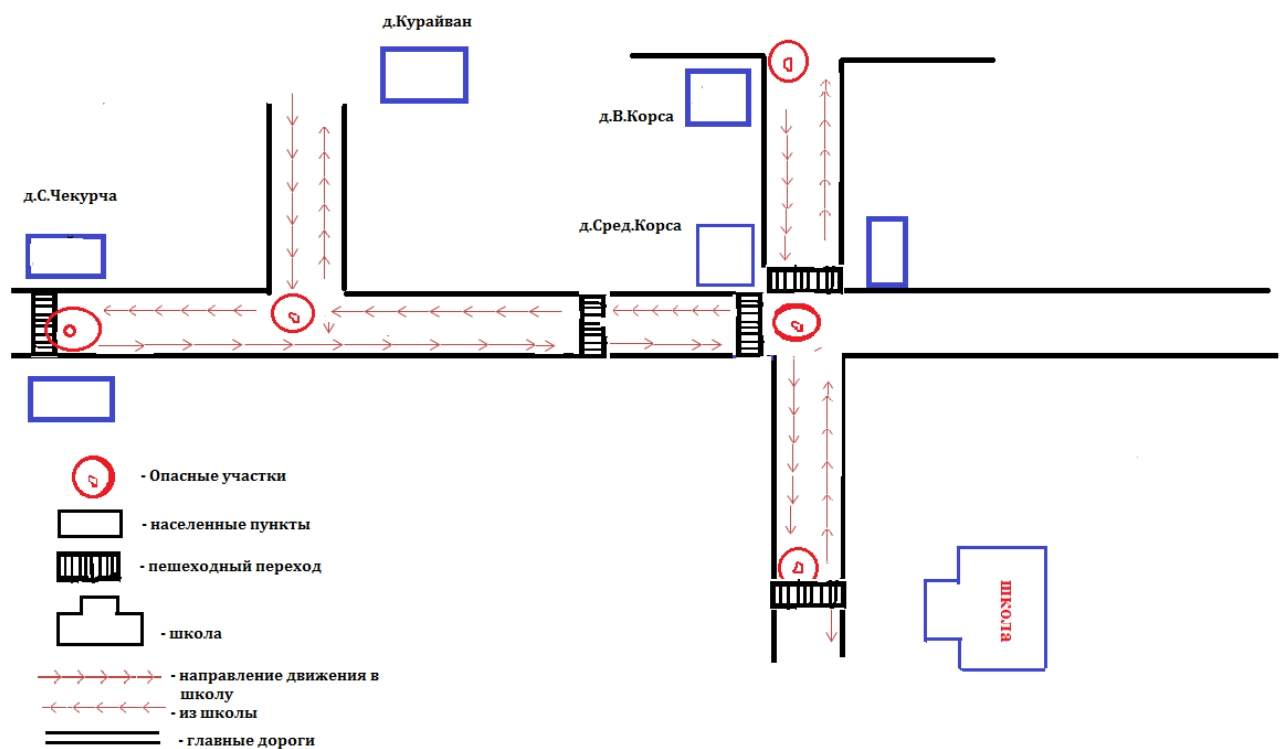 д.Курайван
д.В.Корса
д.С.Чекурча
д.Сред.Корса
- Опасные участки
- населенные пункты
- пешеходный переход
- школа
- направление движения в
школу
- из школы
- главные дороги
школа